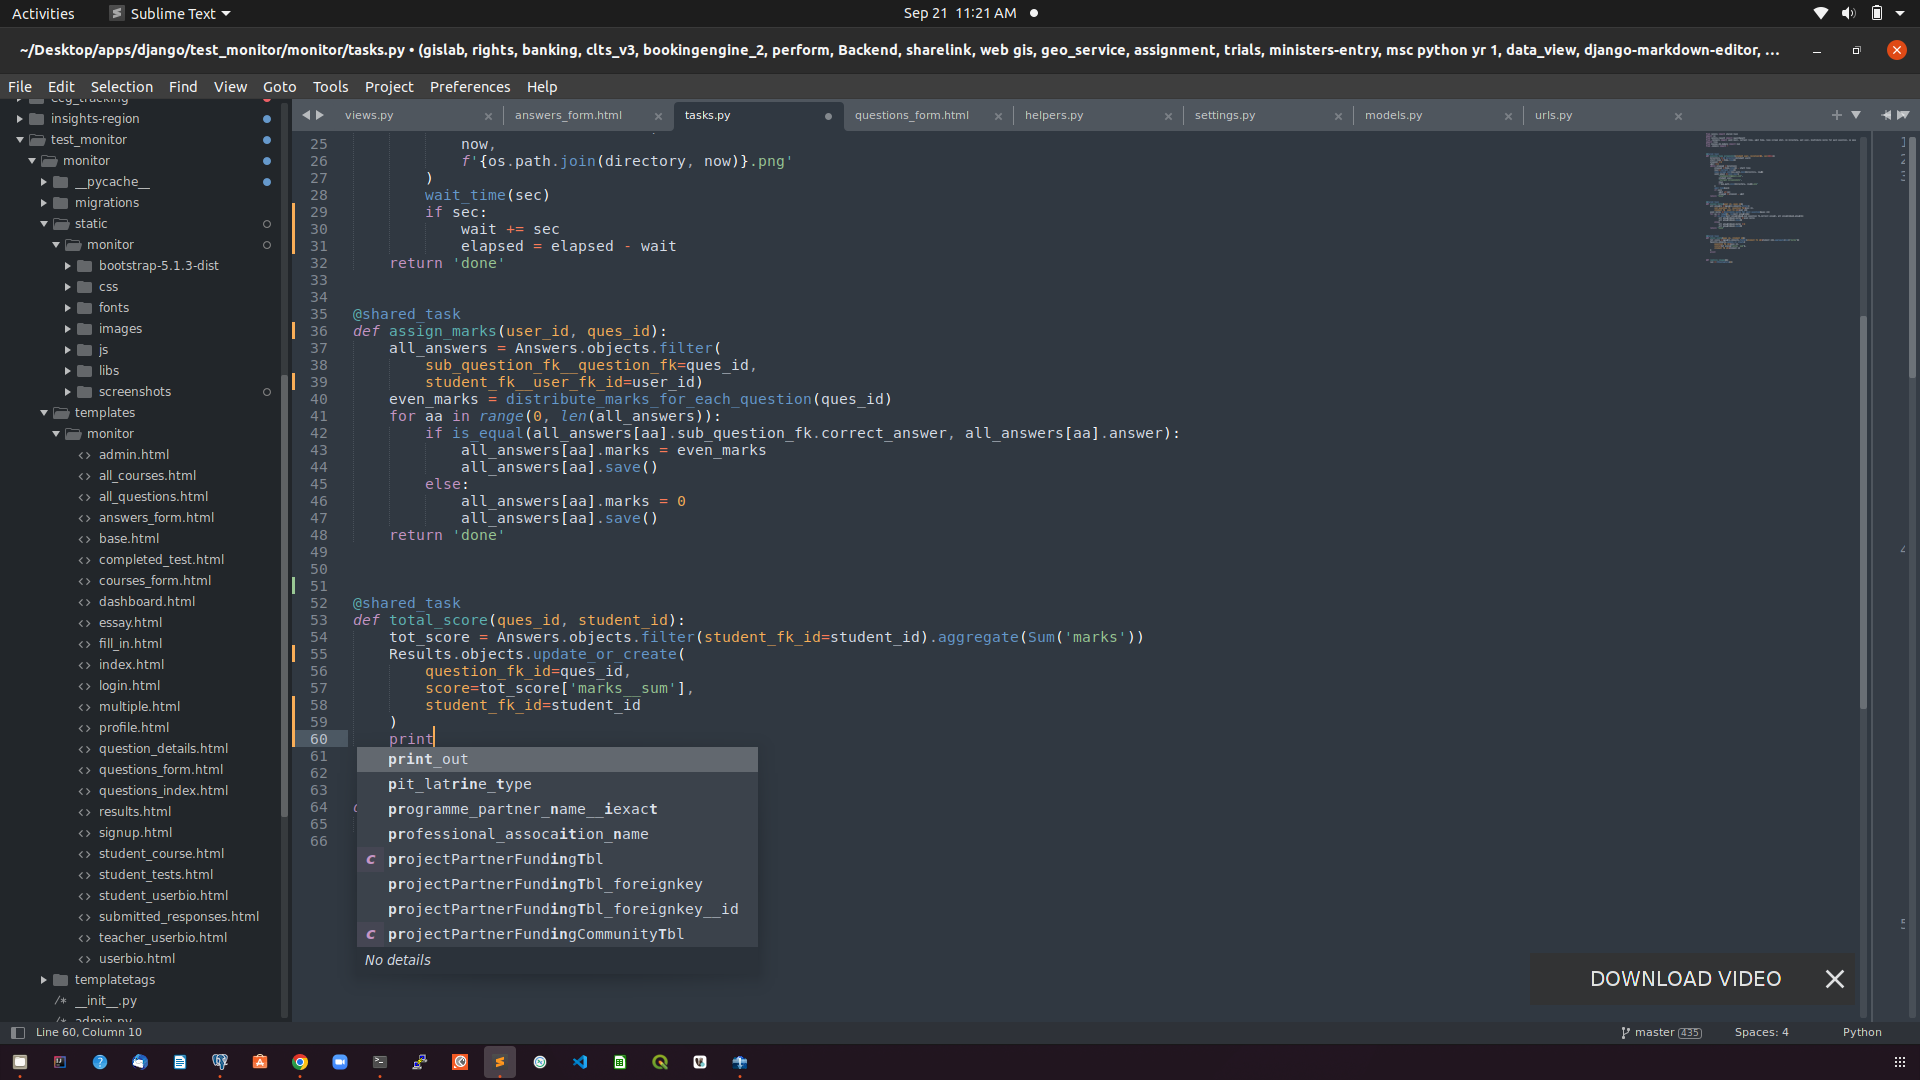 Activities
Sublime Text
Sep 21 11:21 AM
~/Desktop/apps/django/test_monitor/monitor/tasks.py • (gislab, rights, banking, clts_v3, bookingengine_2, perform, Backend, sharelink, web gis, geo_service, assignment, trials, ministers-entry, msc python yr 1, data_view, django-markdown-editor, ...
File Edit Selection Find View Goto Tools Project Preferences Help
views.py
answers_form.html
tasks.py
questions_form.html
helpers.py
settings.py
models.py
urls.py
insights-region
test_monitor
monitor
__pycache__
migrations
static
monitor
bootstrap-5.1.3-dist
css
fonts
images
js
libs
screenshots
templates
monitor
admin.html
all_courses.html
all_questions.html
answers_form.html
base.html
completed_test.html
courses_form.html
dashboard.html
essay.html
fill_in.html
index.html
login.html
multiple.html
profile.html
question_details.html
questions_form.html
questions_index.html
results.html
signup.html
student_course.html
student_tests.html
student_userbio.html
submitted_responses.html
teacher_userbio.html
userbio.html
templatetags
__init__.py
admin.py
25 now,
26 f'{os.path.join(directory, now)}.png'
27 )
28 wait_time(sec)
29 if sec:
30 wait += sec
31 elapsed = elapsed - wait
32 return 'done'
33
34
35 @shared_task
36 def assign_marks(user_id, ques_id):
37 all_answers = Answers.objects.filter(
38 sub_question_fk__question_fk=ques_id,
39 student_fk__user_fk_id=user_id)
40 even_marks = distribute_marks_for_each_question(ques_id)
41 for aa in range(0, len(all_answers)):
42 if is_equal(all_answers[aa].sub_question_fk.correct_answer, all_answers[aa].answer):
43 all_answers[aa].marks = even_marks
44 all_answers[aa].save()
45 else:
46 all_answers[aa].marks = 0
47 all_answers[aa].save()
48 return 'done'
49
50
51
52 @shared_task
53 def total_score(ques_id, student_id):
54 tot_score = Answers.objects.filter(student_fk_id=student_id).aggregate(Sum('marks'))
55 Results.objects.update_or_create(
56 question_fk_id=ques_id,
57 score=tot_score['marks__sum'],
58 student_fk_id=student_id
59 )
60 print
61
62
63
64
65
66
print_out
pit_latrine_type
programme_partner_name__iexact
professional_assocaition_name
c projectPartnerFundingTbl
projectPartnerFundingTbl_foreignkey
projectPartnerFundingTbl_foreignkey__id
c projectPartnerFundingCommunityTbl
No details
DOWNLOAD VIDEO
Line 60, Column 10
master 435
Spaces: 4
Python